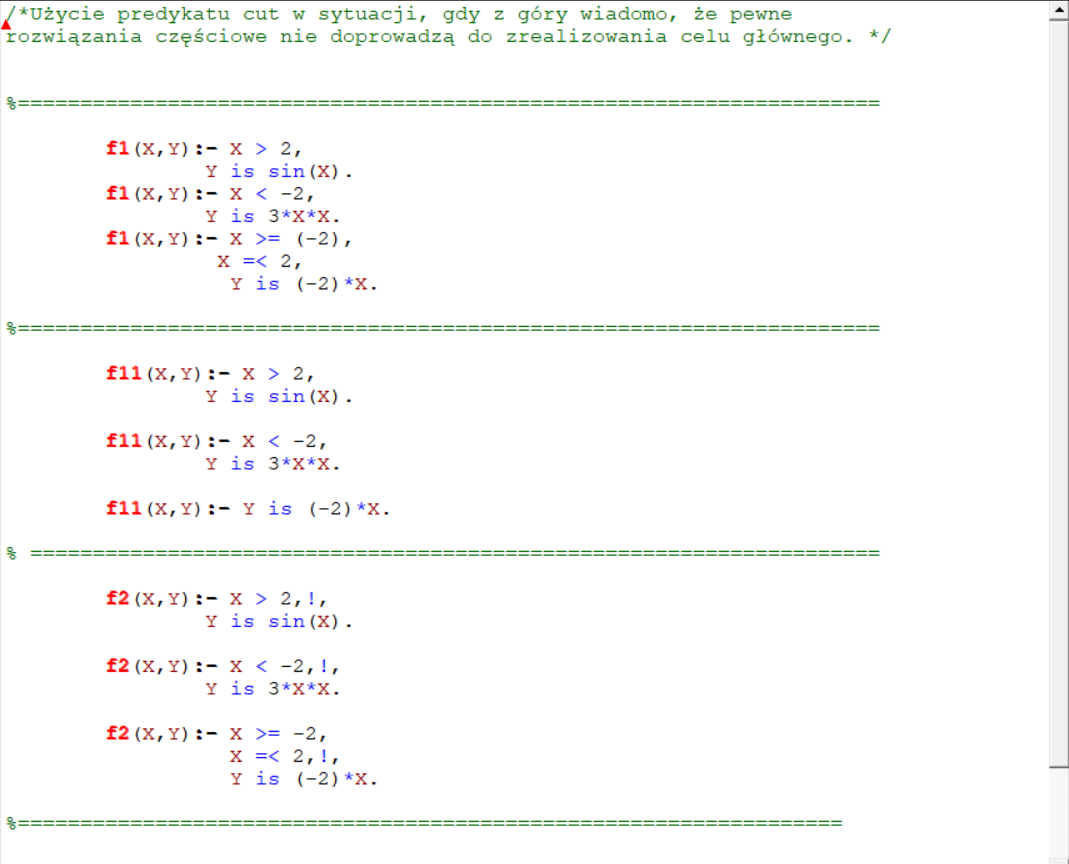 /*Użycie predykatu cut w sytuacji, gdy z góry wiadomo, że pewne
rozwiązania częściowe nie doprowadzą do zrealizowania celu głównego. */
%=====================================================================
f1(X,Y):- X > 2,
Y is sin(X).
f1(X,Y):- X < -2,
Y is 3*X*X.
f1(X,Y):- X >= (-2),
X =< 2,
Y is (-2)*X.
%=====================================================================
f11(X,Y):- X > 2,
Y is sin(X).
f11(X,Y):- X < -2,
Y is 3*X*X.
f11(X,Y):- Y is (-2)*X.
% ====================================================================
f2(X,Y):- X > 2,!,
Y is sin(X).
f2(X,Y):- X < -2,!,
Y is 3*X*X.
f2(X,Y):- X >= -2,
X =< 2,!,
Y is (-2)*X.
%==================================================================